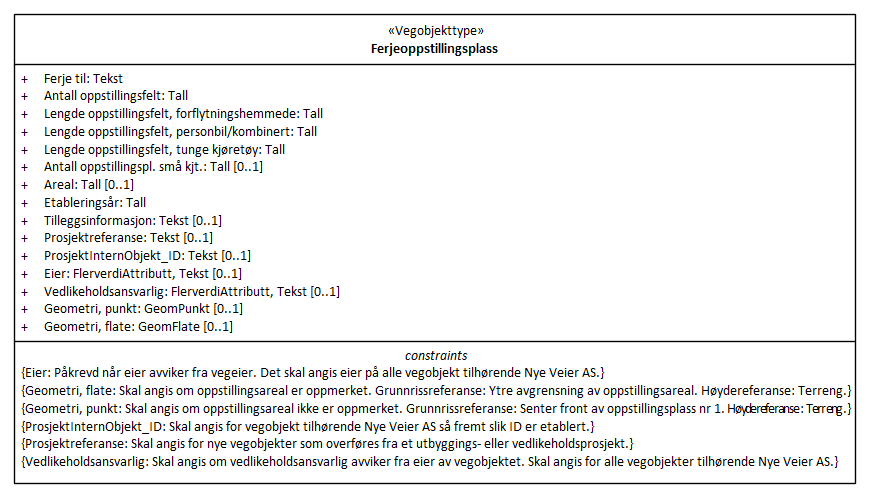 «Vegobjekttype»
Ferjeoppstillingsplass
+ Ferje til: Tekst
+ Antall oppstillingsfelt: Tall
+ Lengde oppstillingsfelt, forflytningshemmede: Tall
+ Lengde oppstillingsfelt, personbil/kombinert: Tall
+ Lengde oppstillingsfelt, tunge kjøretøy: Tall
+ Antall oppstillingspl. små kjt.: Tall [0..1]
+ Areal: Tall [0..1]
+ Etableringsår: Tall
+ Tilleggsinformasjon: Tekst [0..1]
+ Prosjektreferanse: Tekst [0..1]
+ ProsjektInternObjekt_ID: Tekst [0..1]
+ Eier: FlerverdiAttributt, Tekst [0..1]
+ Vedlikeholdsansvarlig: FlerverdiAttributt, Tekst [0..1]
+ Geometri, punkt: GeomPunkt [0..1]
+ Geometri, flate: GeomFlate [0..1]
constraints
{Eier: Påkrevd når eier avviker fra vegeier. Det skal angis eier på alle vegobjekt tilhørende Nye Veier AS.}
{Geometri, flate: Skal angis om oppstillingsareal er oppmerket. Grunnrissreferanse: Ytre avgrensning av oppstillingsareal. Høydereferanse: Terreng.}
{Geometri, punkt: Skal angis om oppstillingsareal ikke er oppmerket. Grunnrissreferanse: Senter front av oppstillingsplass nr 1. Høydereferanse: Terreng.}
{ProsjektInternObjekt_ID: Skal angis for vegobjekt tilhørende Nye Veier AS så fremt slik ID er etablert.}
{Prosjektreferanse: Skal angis for nye vegobjekter som overføres fra et utbyggings- eller vedlikeholdsprosjekt.}
{Vedlikeholdsansvarlig: Skal angis om vedlikeholdsansvarlig avviker fra eier av vegobjektet. Skal angis for alle vegobjekter tilhørende Nye Veier AS.}